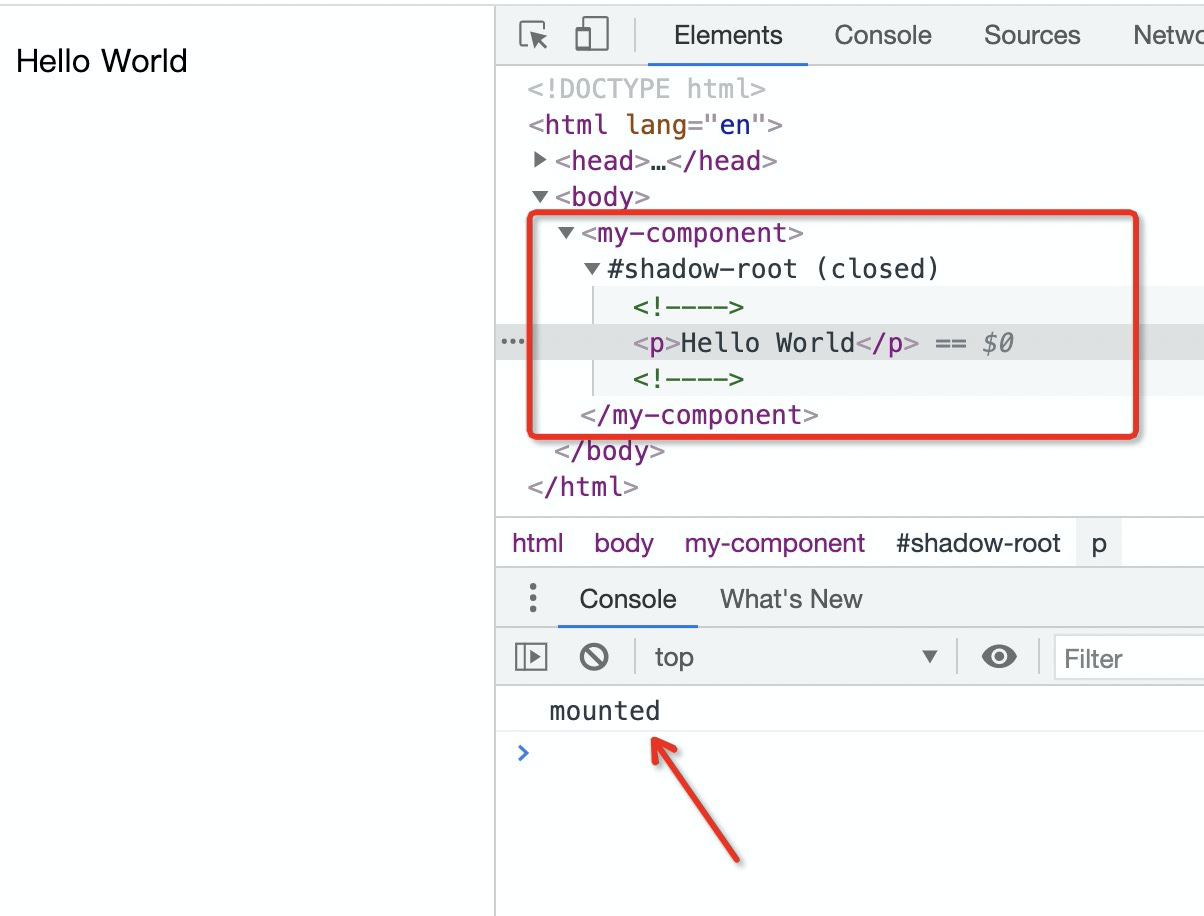 Hello World
Elements Console Sources Netwo
<!DOCTYPE html>
<html lang="en">
<head>…</head>
<body>
<my-component>
#shadow-root (closed)
<!---->
<p>Hello World</p> == $0
<!---->
</my-component>
</body>
</html>
html body my-component #shadow-root p
Console What's New
top Filter
mounted